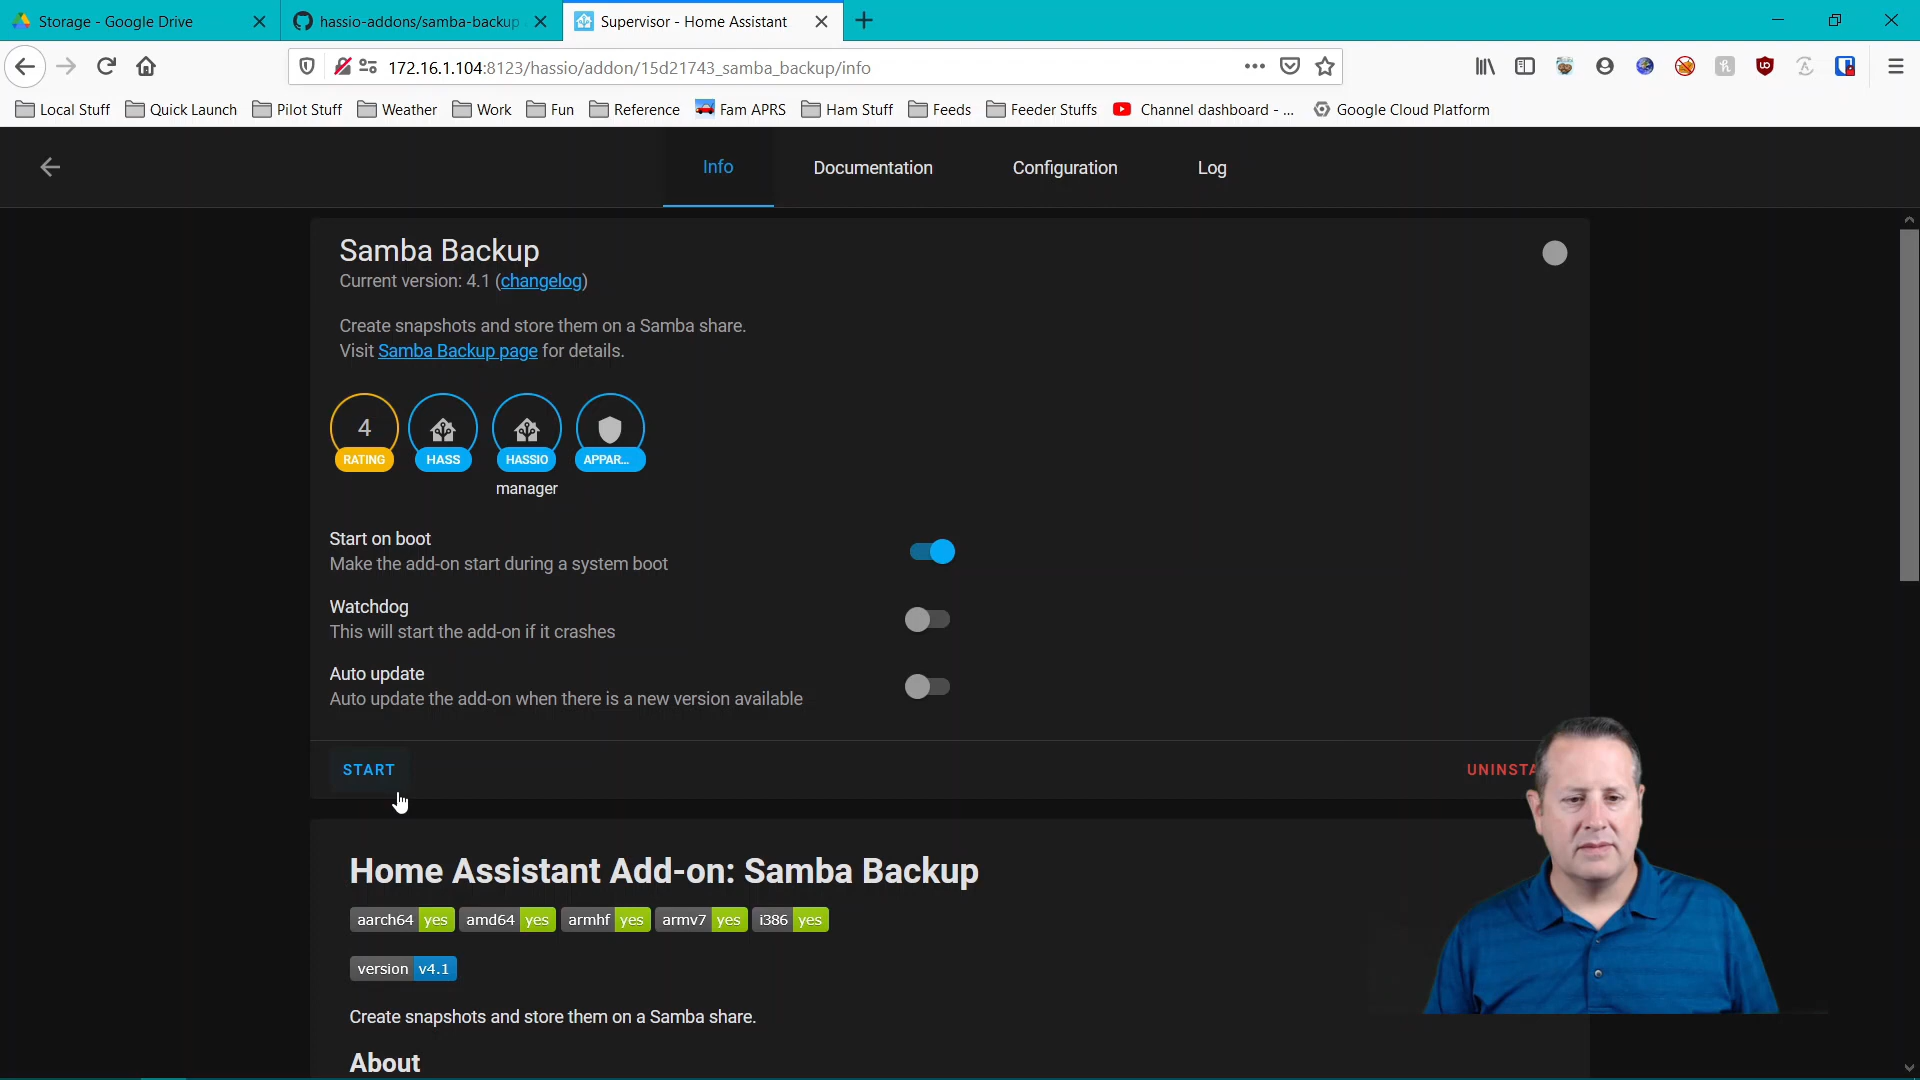 Storage - Google Drive
hassio-addons/samba-backup
Supervisor - Home Assistant
172.16.1.104:8123/hassio/addon/15d21743_samba_backup/info
Local Stuff
Quick Launch
Pilot Stuff
Weather
Work
Fun
Reference
Fam APRS
Ham Stuff
Feeds
Feeder Stuffs
Channel dashboard - ...
Google Cloud Platform
Info
Documentation
Configuration
Log
Samba Backup
Current version: 4.1 (changelog)
Create snapshots and store them on a Samba share.
Visit Samba Backup page for details.
4
RATING
HASS
HASSIO
APPAR...
manager
Start on boot
Make the add-on start during a system boot
Watchdog
This will start the add-on if it crashes
Auto update
Auto update the add-on when there is a new version available
START
UNINSTA
Home Assistant Add-on: Samba Backup
aarch64 yes
amd64 yes
armhf yes
armv7 yes
i386 yes
version v4.1
Create snapshots and store them on a Samba share.
About